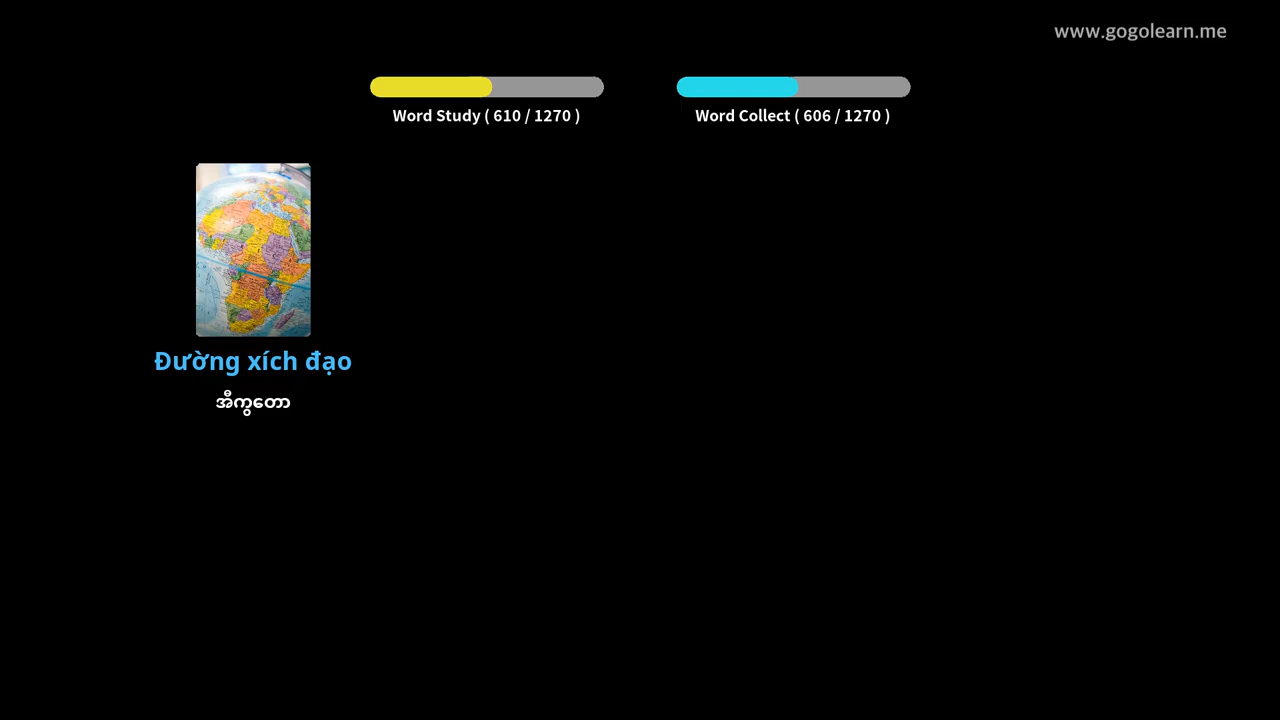 www.gogolearn.me
Word Study ( 610 / 1270 )
Word Collect ( 606 / 1270 )
Đường xích đạo
အီကွတော